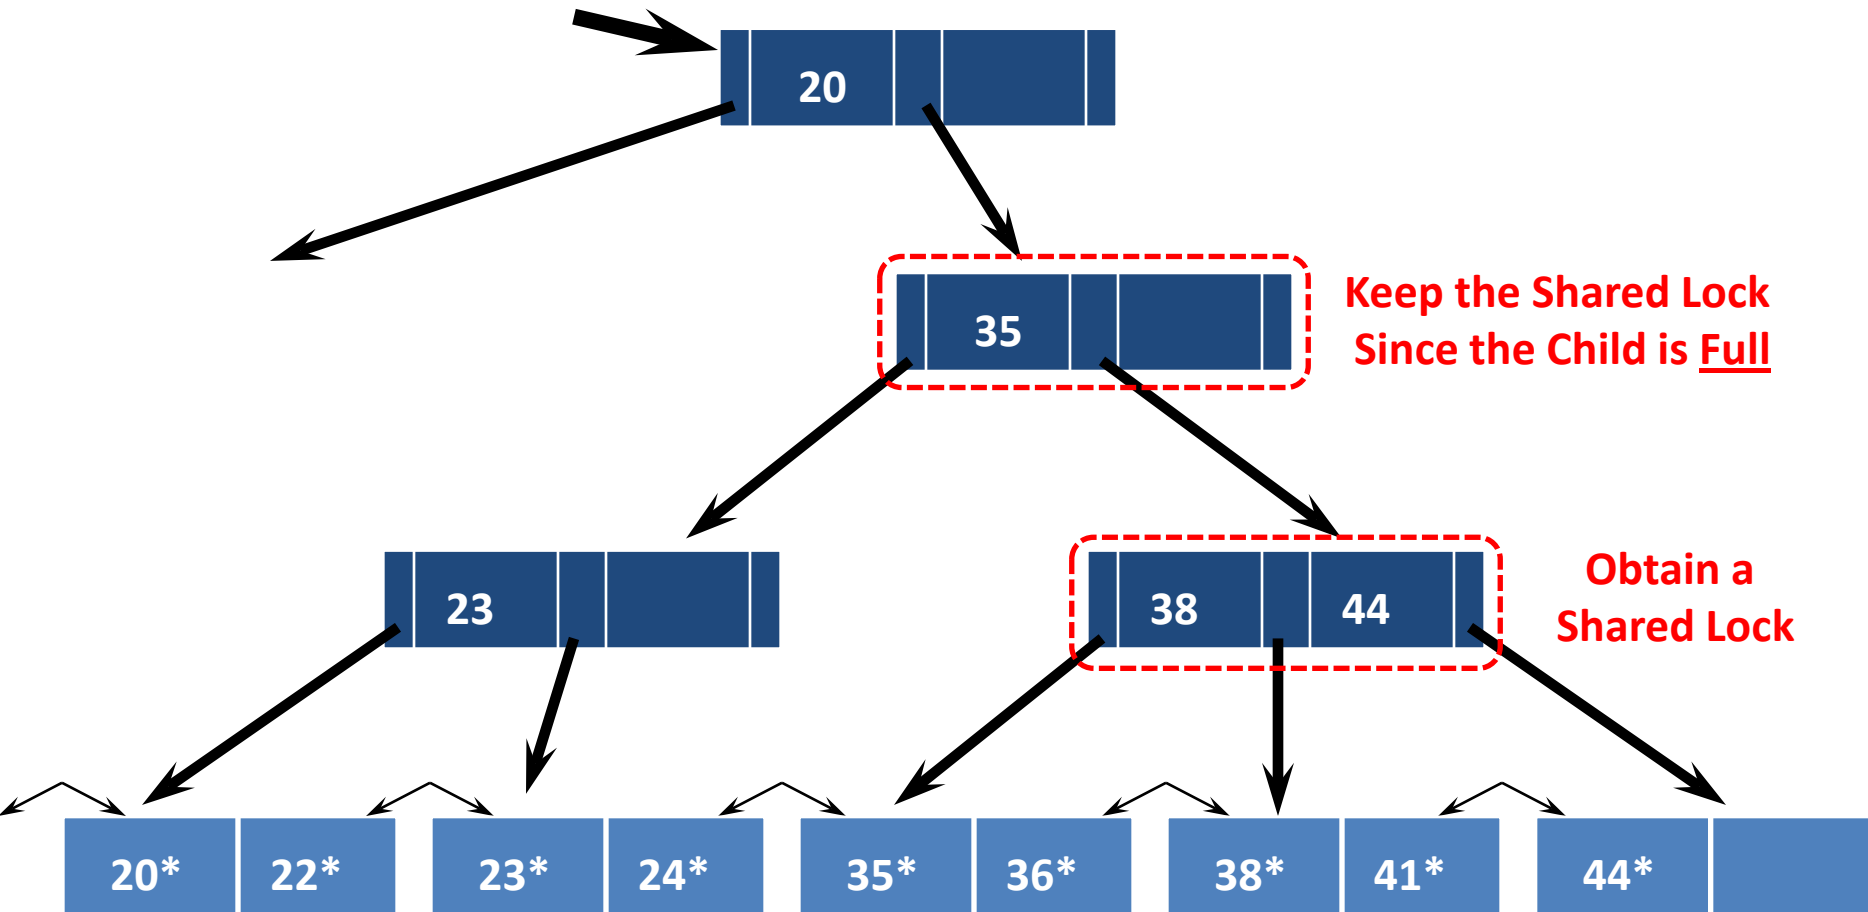 20
35
Keep the Shared Lock
Since the Child is Full
23
38 44
Obtain a
Shared Lock
20* 22* 23* 24* 35* 36* 38* 41* 44*